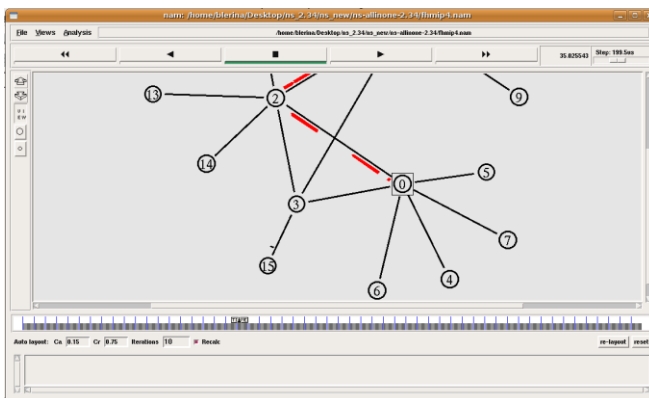 nam: /home/blerina/Desktop/ns_2.34/ns_new/ns-allinone-2.34/fhmip4.nam
File Views Analysis
/home/blerina/Desktop/ns_2.34/ns_new/ns-allinone-2.34/fhmip4.nam
35.025543
Step: 199.5us
2
13
9
14
5
0
3
7
15
4
6
TIME
Auto layout: Ca 0.15 Cr 0.75 Iterations 10 Recalc re-layout reset